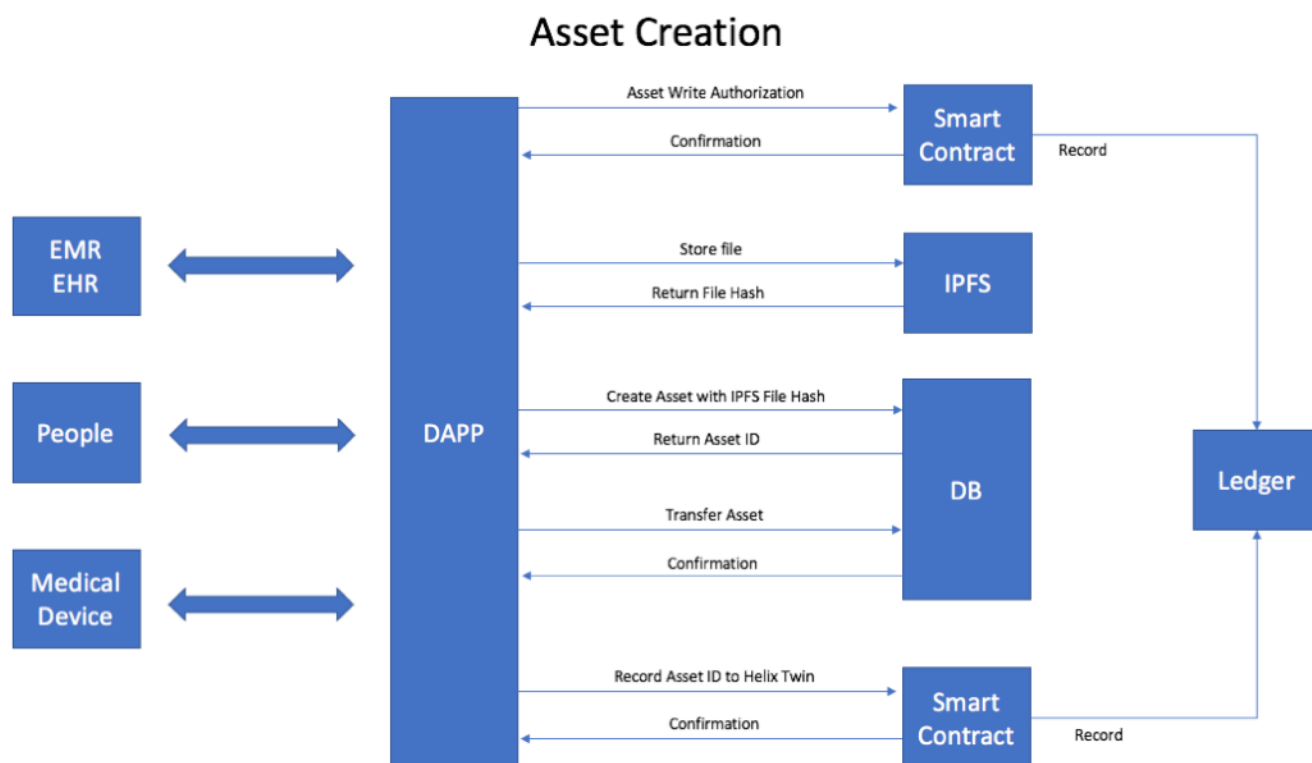 Asset Creation
Asset Write Authorization
Smart
Contract
Confirmation
Record
EMR
EHR
Store file
IPFS
Return File Hash
People
DAPP
Create Asset with IPFS File Hash
Return Asset ID
DB
Ledger
Transfer Asset
Confirmation
Medical
Device
Record Asset ID to Helix Twin
Smart
Contract
Confirmation
Record